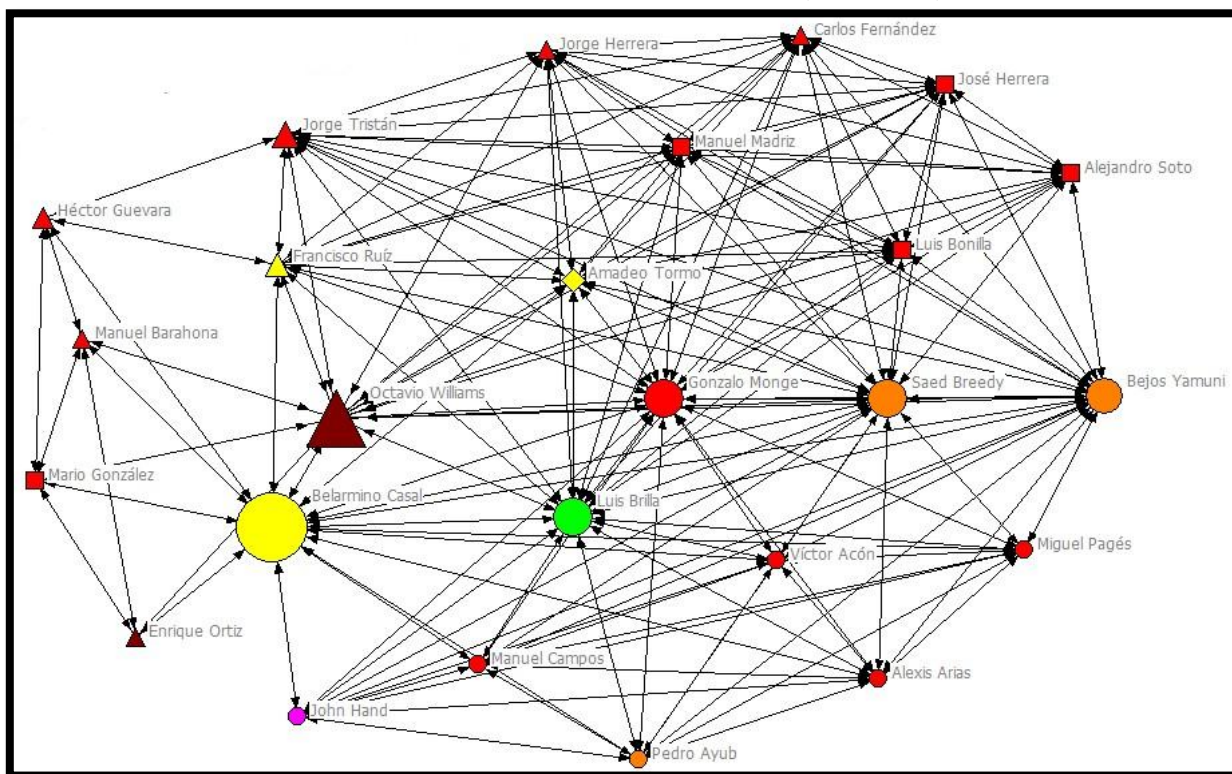 Carlos Fernández
Jorge Herrera
José Herrera
Jorge Tristán
Manuel Madriz
Alejandro Soto
Héctor Guevara
Luis Bonilla
Francisco Ruíz
Amadeo Tormo
Manuel Barahona
Octavio Williams
Gonzalo Monge
Saed Breedy
Bejos Yamuni
Mario González
Belarmino Casal
Luis Brilla
Víctor Acón
Miguel Pagés
Enrique Ortiz
Manuel Campos
Alexis Arias
John Hand
Pedro Ayub